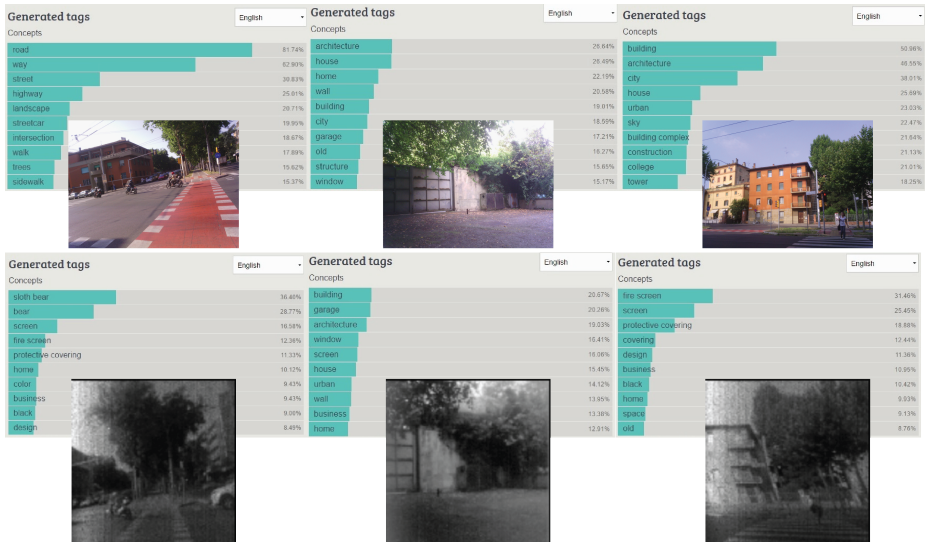 Generated tags English
Concepts
road 81.74%
way 62.90%
street 30.83%
highway 25.01%
landscape 20.71%
streetcar 19.95%
intersection 18.67%
walk 17.89%
trees 15.62%
sidewalk 15.37%
Generated tags English
Concepts
architecture 26.64%
house 26.49%
home 22.19%
wall 20.58%
building 19.01%
city 18.59%
garage 17.21%
old 16.27%
structure 15.65%
window 15.17%
Generated tags English
Concepts
building 50.96%
architecture 46.55%
city 38.01%
house 25.69%
urban 23.03%
sky 22.47%
building complex 21.64%
construction 21.13%
college 21.01%
tower 18.25%
Generated tags English
Concepts
sloth bear 36.40%
bear 28.77%
screen 16.58%
fire screen 12.36%
protective covering 11.33%
home 10.12%
color 9.43%
business 9.43%
black 9.00%
design 8.49%
Generated tags English
Concepts
building 20.67%
garage 20.26%
architecture 19.03%
window 16.41%
screen 16.06%
house 15.45%
urban 14.12%
wall 13.95%
business 13.38%
home 12.91%
Generated tags English
Concepts
fire screen 31.46%
screen 25.45%
protective covering 18.88%
covering 12.44%
design 11.36%
business 10.95%
black 10.42%
home 9.93%
space 9.13%
old 8.76%